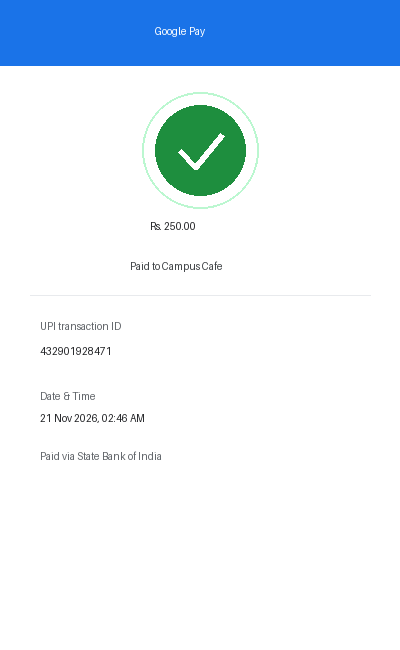 Google Pay
Rs. 250.00
Paid to Campus Cafe
UPI transaction ID
432901928471
Date & Time
21 Nov 2026, 02:46 AM
Paid via State Bank of India